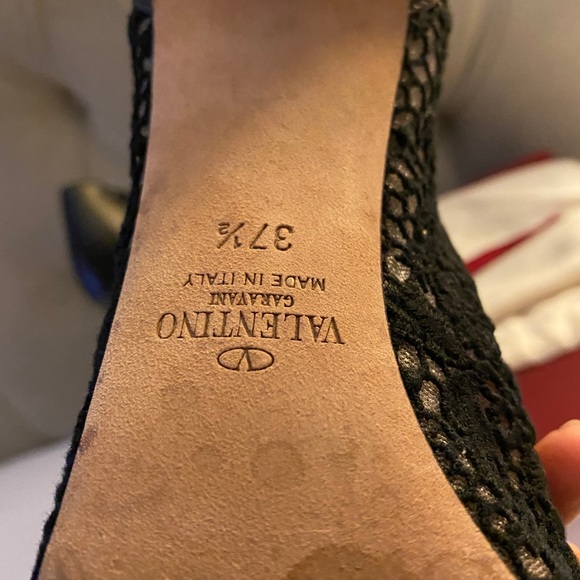 VALENTINO
GARAVANI
MADE IN ITALY
37½